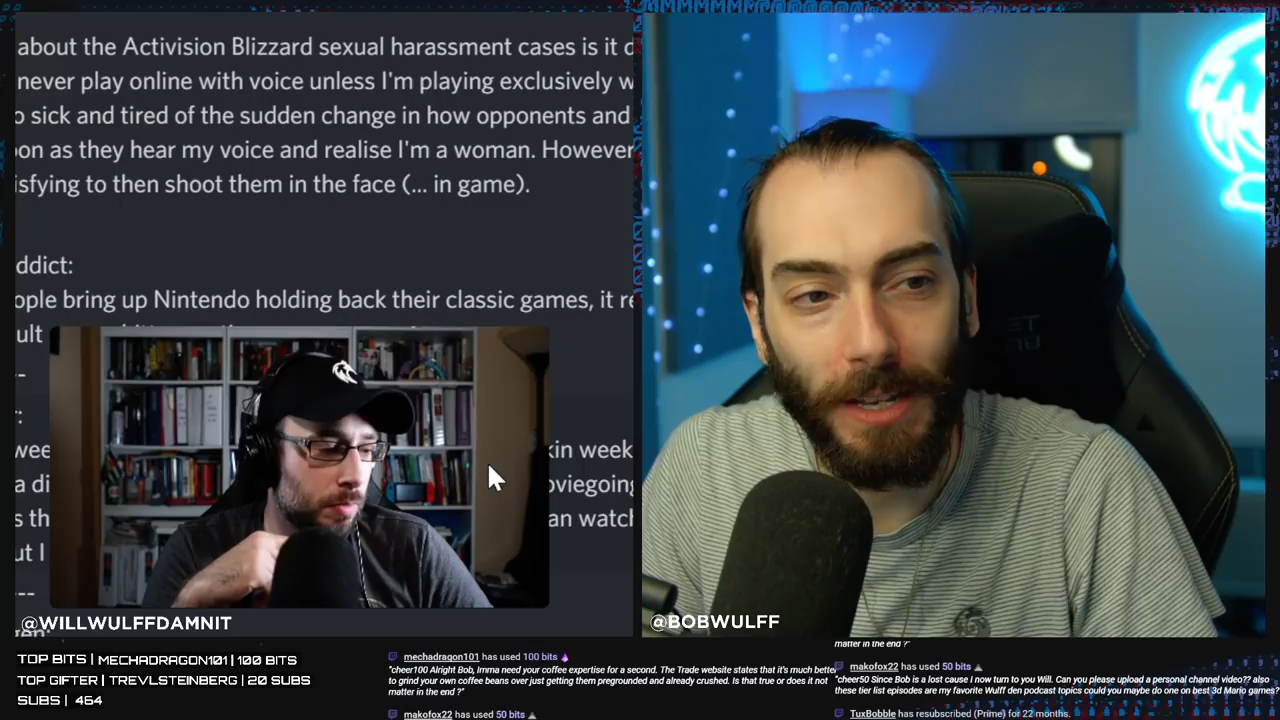 about the Activision Blizzard sexual harassment cases is it
never play online with voice unless I'm playing exclusively
sick and tired of the sudden change in how opponents and
as they hear my voice and realise I'm a woman. However
to then shoot them in the face (... in game).
ddict:
ople bring up Nintendo holding back their classic games, it
ult
wee
kin week
a di
oviegoing
s th
an watch
ut I
@WILLWULFFDAMNIT
@BOBWULFF
TOP BITS | MECHADRAGON101 | 100 BITS
TOP GIFTER | TREVLSTEINBERG | 20 SUBS
SUBS | 464
mechadragon101 has used 100 bits
"cheer100 Alright Bob, Imma need your coffee expertise for a second. The Trade website states that it's much better
to grind your own coffee beans over just getting them pregrounded and already crushed. Is that true or does it not
matter in the end ?"
makofox22 has used 50 bits
matter in the end ?"
makofox22 has used 50 bits
"cheer50 Since Bob is a lost cause I now turn to you Will. Can you please upload a personal channel video?? also
these tier list episodes are my favorite Wulff den podcast topics could you maybe do one on best 3d Mario games?
TuxBobble has resubscribed (Prime) for 22 months.